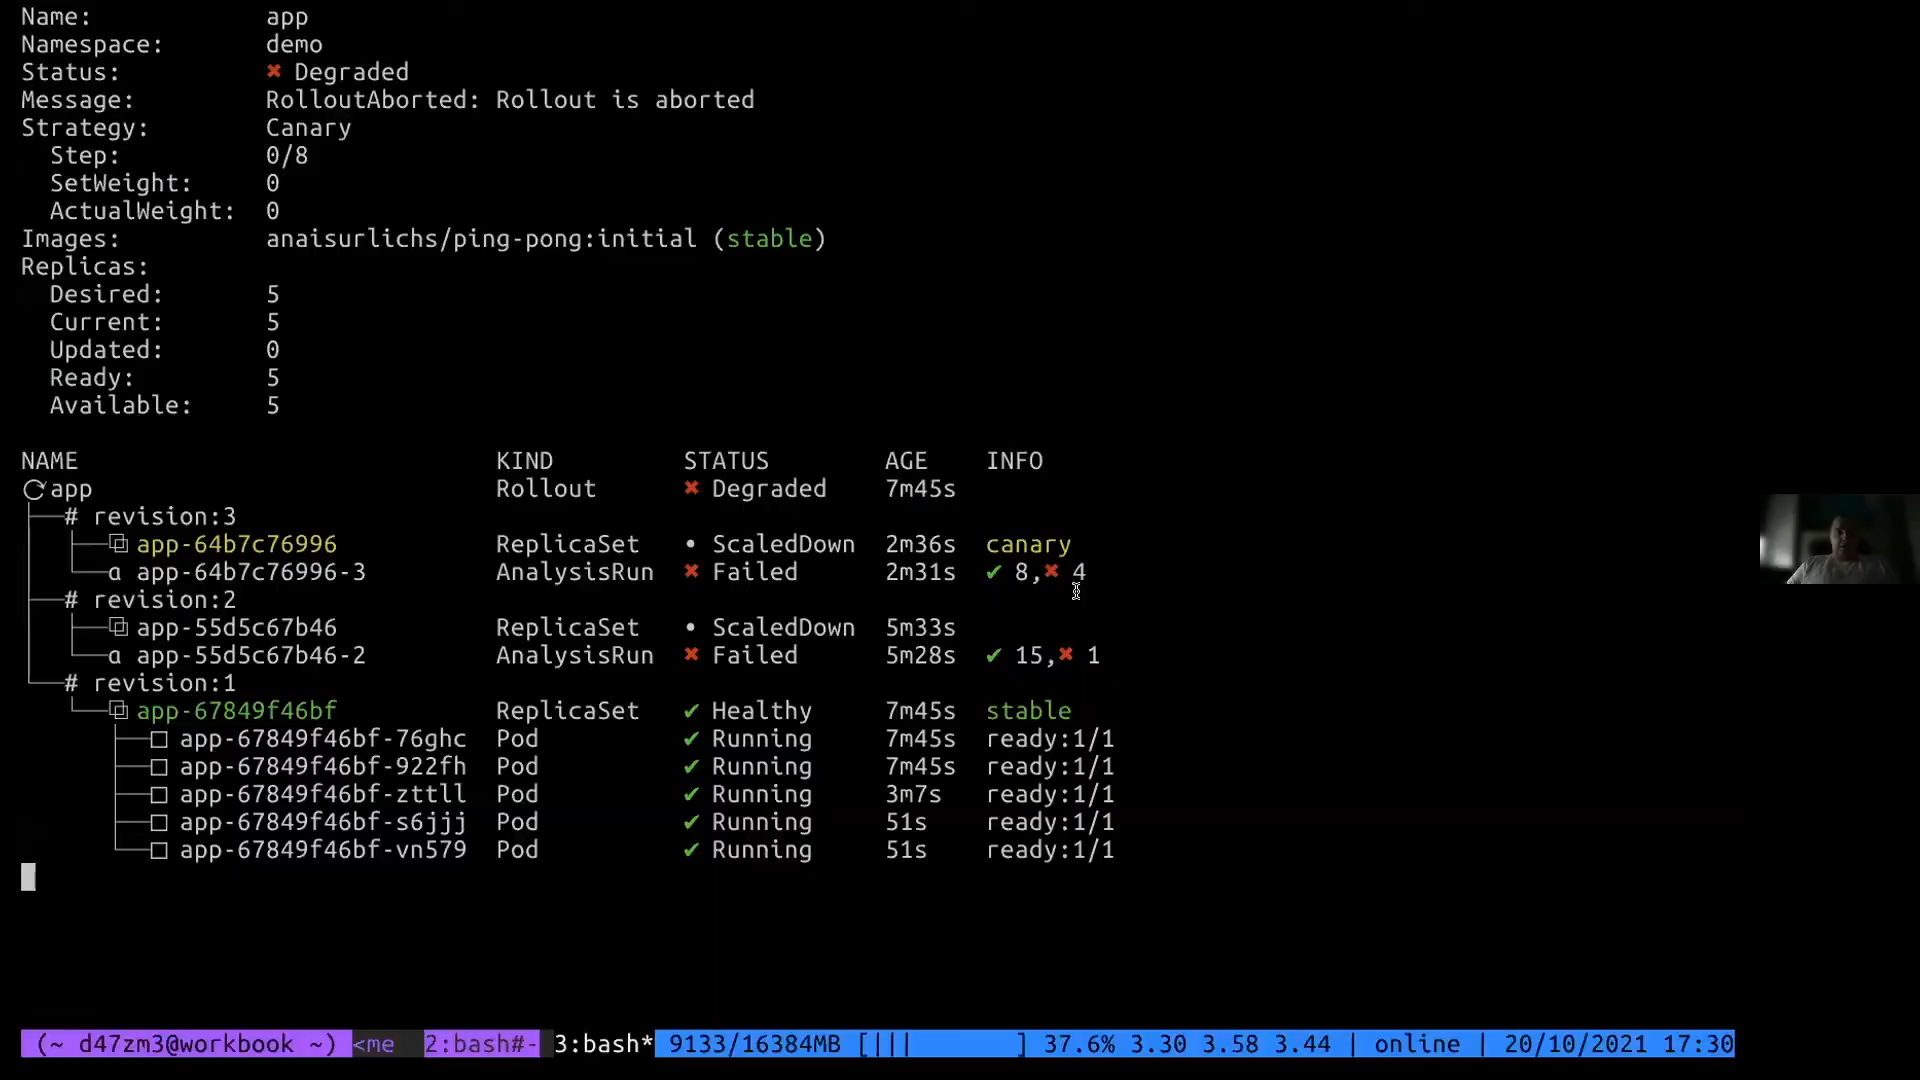 Name: app
Namespace: demo
Status: ✖ Degraded
Message: RolloutAborted: Rollout is aborted
Strategy: Canary
Step: 0/8
SetWeight: 0
ActualWeight: 0
Images: anaisurlichs/ping-pong:initial (stable)
Replicas:
Desired: 5
Current: 5
Updated: 0
Ready: 5
Available: 5
NAME KIND STATUS AGE INFO
⟳ app Rollout ✖ Degraded 7m45s
# revision:3
app-64b7c76996 ReplicaSet • ScaledDown 2m36s canary
α app-64b7c76996-3 AnalysisRun ✖ Failed 2m31s ✔ 8,✖ 4
# revision:2
app-55d5c67b46 ReplicaSet • ScaledDown 5m33s
α app-55d5c67b46-2 AnalysisRun ✖ Failed 5m28s ✔ 15,✖ 1
# revision:1
app-67849f46bf ReplicaSet ✔ Healthy 7m45s stable
app-67849f46bf-76ghc Pod ✔ Running 7m45s ready:1/1
app-67849f46bf-922fh Pod ✔ Running 7m45s ready:1/1
app-67849f46bf-zttll Pod ✔ Running 3m7s ready:1/1
app-67849f46bf-s6jjj Pod ✔ Running 51s ready:1/1
app-67849f46bf-vn579 Pod ✔ Running 51s ready:1/1
(~ d47zm3@workbook ~) <me 2:bash#- 3:bash* 9133/16384MB [||| ] 37.6% 3.30 3.58 3.44 | online | 20/10/2021 17:30